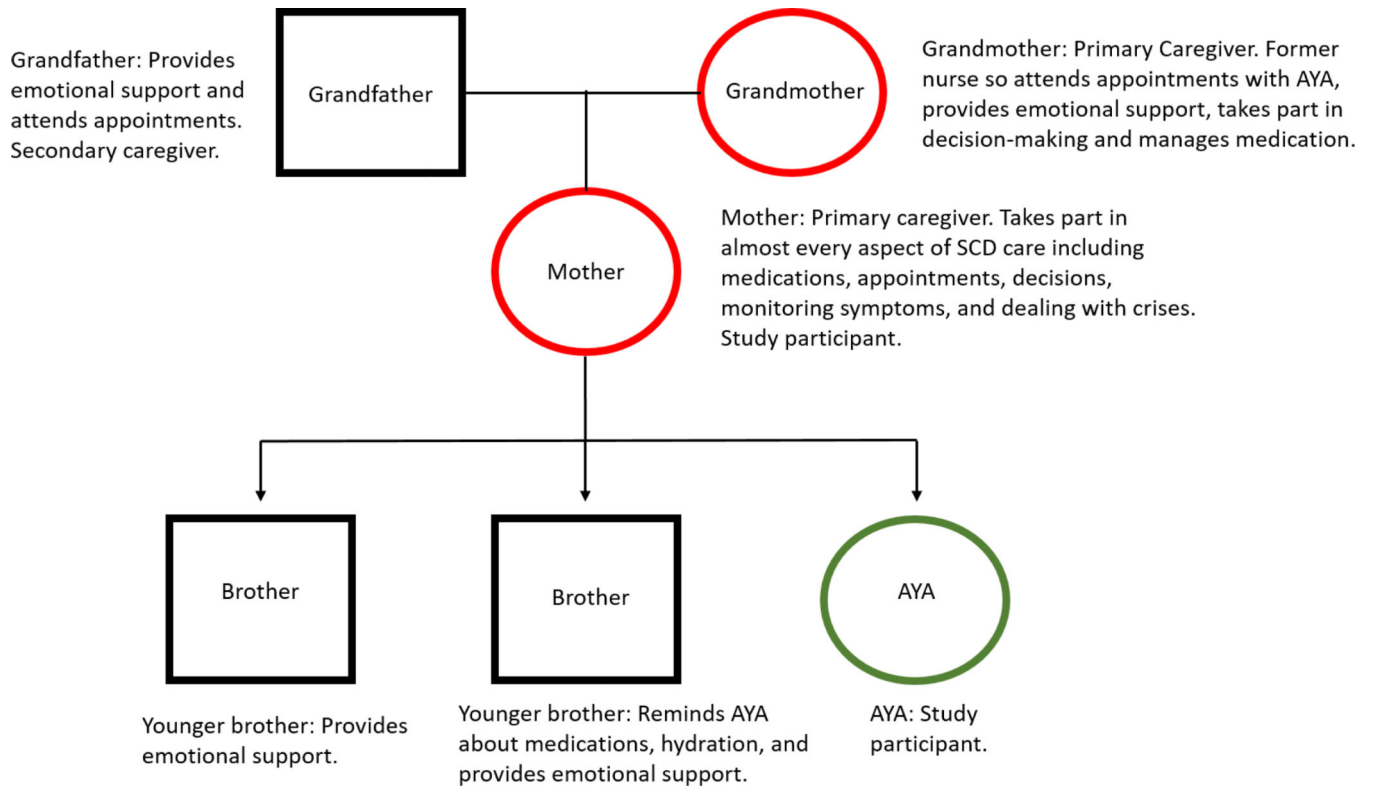 Grandfather: Provides
emotional support and
attends appointments.
Secondary caregiver.
Grandfather
Grandmother
Grandmother: Primary Caregiver. Former
nurse so attends appointments with AYA,
provides emotional support, takes part in
decision-making and manages medication.
Mother
Mother: Primary caregiver. Takes part in
almost every aspect of SCD care including
medications, appointments, decisions,
monitoring symptoms, and dealing with crises.
Study participant.
Brother
Brother
AYA
Younger brother: Provides
emotional support.
Younger brother: Reminds AYA
about medications, hydration, and
provides emotional support.
AYA: Study
participant.